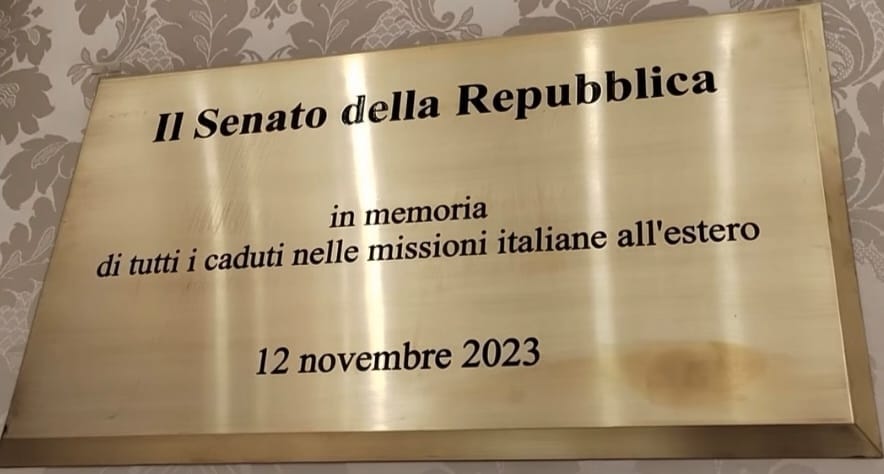 Il Senato della Repubblica
in memoria
di tutti i caduti nelle missioni italiane all'estero
12 novembre 2023